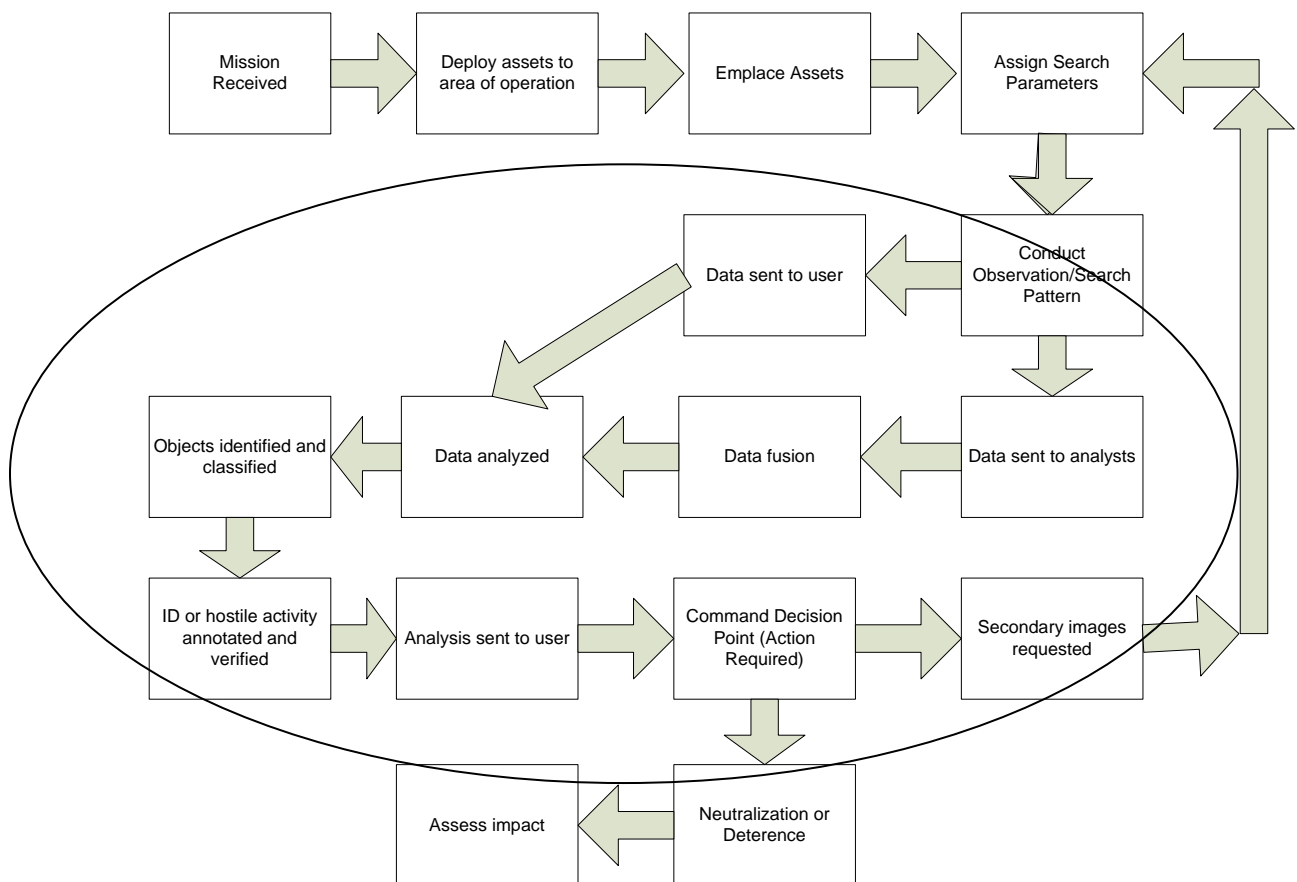 Mission
Received
Deploy assets to
area of operation
Emplace Assets
Assign Search
Parameters
Data sent to user
Conduct
Observation/Search
Pattern
Objects identified and
classified
Data analyzed
Data fusion
Data sent to analysts
ID or hostile activity
annotated and
verified
Analysis sent to user
Command Decision
Point (Action
Required)
Secondary images
requested
Assess impact
Neutralization or
Deterence